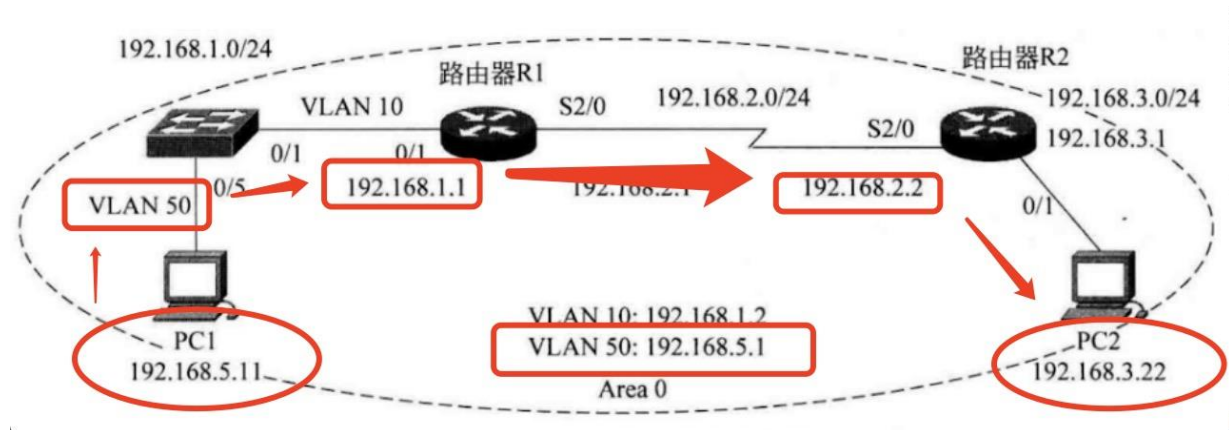 192.168.1.0/24
路由器R1
路由器R2
VLAN 10
S2/0
192.168.2.0/24
S2/0
192.168.3.0/24
192.168.3.1
0/1
0/1
192.168.1.1
192.168.2.1
192.168.2.2
0/5
VLAN 50
0/1
PC1
192.168.5.11
VLAN 10: 192.168.1.2
VLAN 50: 192.168.5.1
Area 0
PC2
192.168.3.22